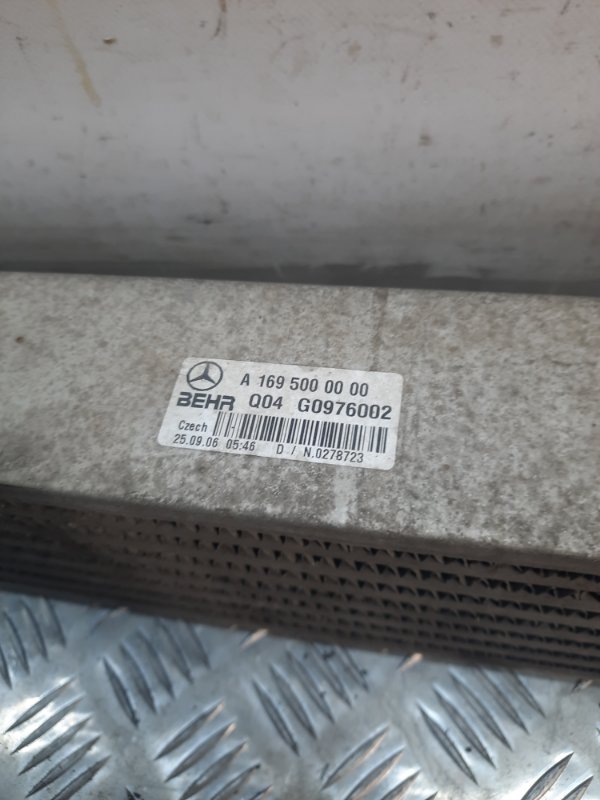 A 169 500 00 00
BEHR Q04 G0976002
Czech
25.09.06 05:46 D / N.0278723